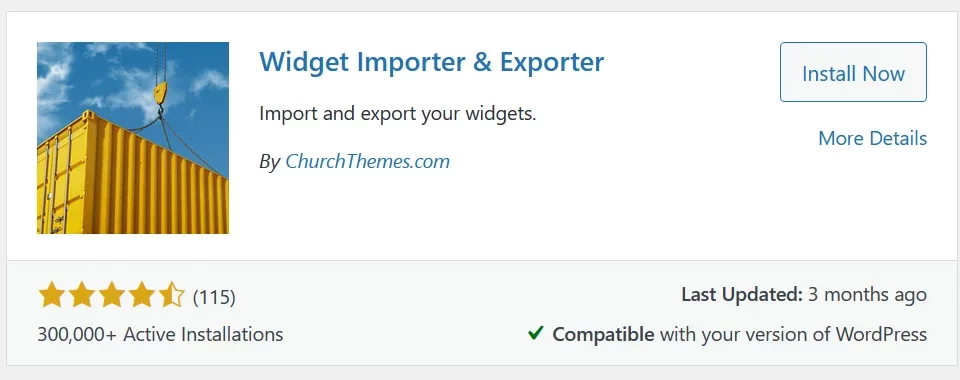 Widget Importer & Exporter
Install Now
Import and export your widgets.
More Details
By ChurchThemes.com
(115)
Last Updated: 3 months ago
300,000+ Active Installations
Compatible with your version of WordPress